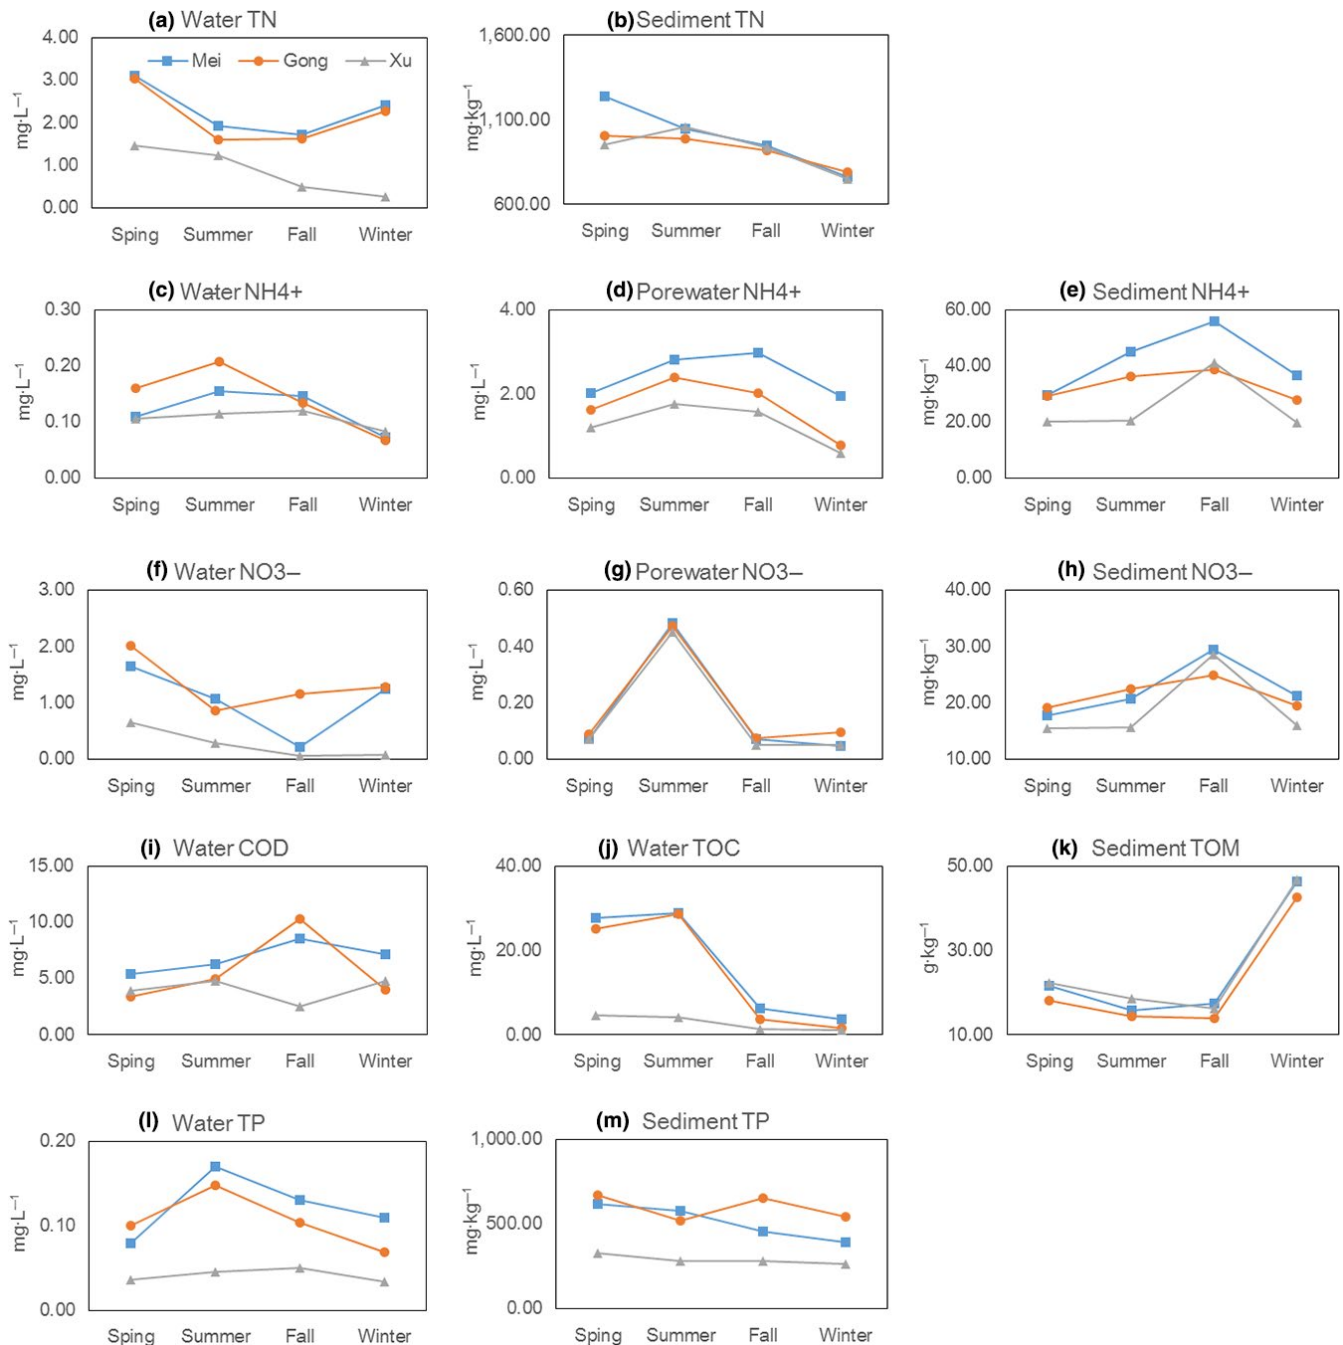 (a) Water TN
4.00
3.00
2.00
1.00
0.00
mg·L–1
Mei Gong Xu
Sping Summer Fall Winter
(b) Sediment TN
1,600.00
1,100.00
600.00
mg·kg–1
Sping Summer Fall Winter
(c) Water NH4+
0.30
0.20
0.10
0.00
mg·L–1
Sping Summer Fall Winter
(d) Porewater NH4+
4.00
2.00
0.00
mg·L–1
Sping Summer Fall Winter
(e) Sediment NH4+
60.00
40.00
20.00
0.00
mg·kg–1
Sping Summer Fall Winter
(f) Water NO3–
3.00
2.00
1.00
0.00
mg·L–1
Sping Summer Fall Winter
(g) Porewater NO3–
0.60
0.40
0.20
0.00
mg·L–1
Sping Summer Fall Winter
(h) Sediment NO3–
40.00
30.00
20.00
10.00
mg·kg–1
Sping Summer Fall Winter
(i) Water COD
15.00
10.00
5.00
0.00
mg·L–1
Sping Summer Fall Winter
(j) Water TOC
40.00
20.00
0.00
mg·L–1
Sping Summer Fall Winter
(k) Sediment TOM
50.00
30.00
10.00
g·kg–1
Sping Summer Fall Winter
(l) Water TP
0.20
0.10
0.00
mg·L–1
Sping Summer Fall Winter
(m) Sediment TP
1,000.00
500.00
0.00
mg·kg–1
Sping Summer Fall Winter